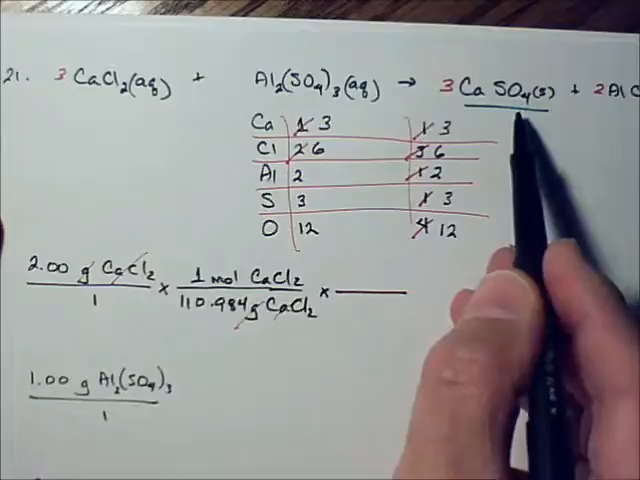 21. 3 CaCl₂(aq) + Al₂(SO₄)₃(aq) → 3 CaSO₄(s) + 2 AlC
Ca 1 3 1 3
Cl 2 6 3 6
Al 2 1 2
S 3 1 3
O 12 4 12
2.00 g CaCl₂ × 1 mol CaCl₂ ×
1 110.984g CaCl₂
1.00 g Al₂(SO₄)₃
1